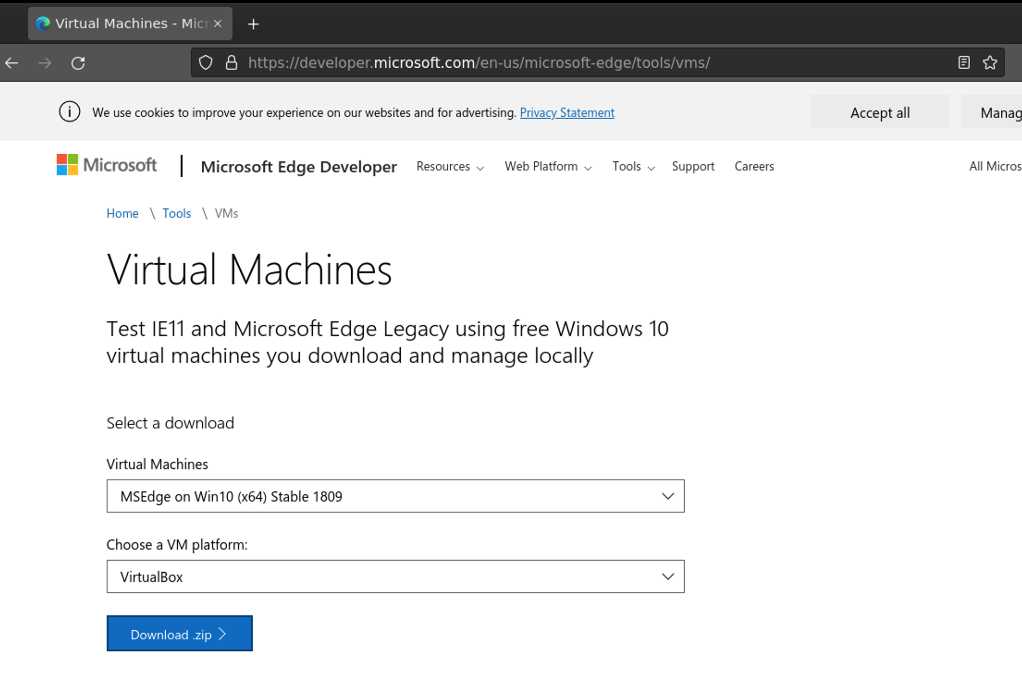 Virtual Machines - Micr
https://developer.microsoft.com/en-us/microsoft-edge/tools/vms/
We use cookies to improve your experience on our websites and for advertising. Privacy Statement
Accept all
Manag
Microsoft
Microsoft Edge Developer Resources Web Platform Tools Support Careers All Micros
Home \ Tools \ VMs
Virtual Machines
Test IE11 and Microsoft Edge Legacy using free Windows 10
virtual machines you download and manage locally
Select a download
Virtual Machines
MSEdge on Win10 (x64) Stable 1809
Choose a VM platform:
VirtualBox
Download .zip